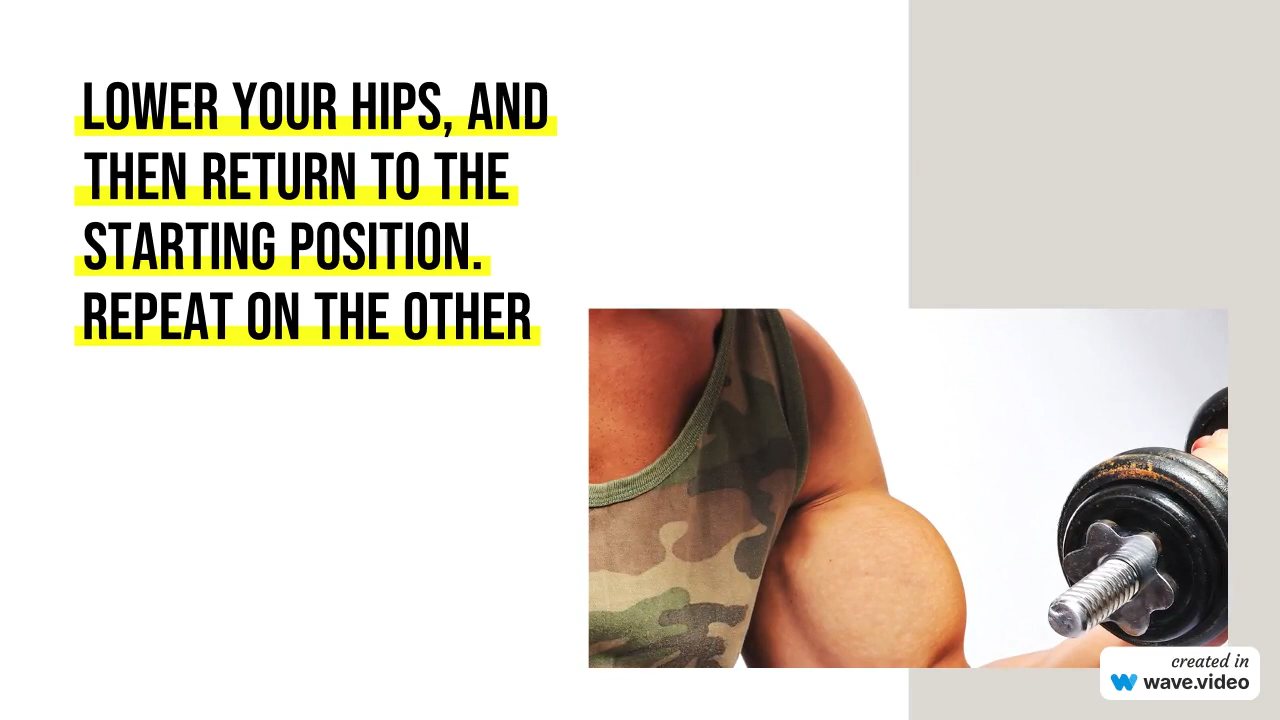 LOWER YOUR HIPS, AND
THEN RETURN TO THE
STARTING POSITION.
REPEAT ON THE OTHER
created in
wave.video